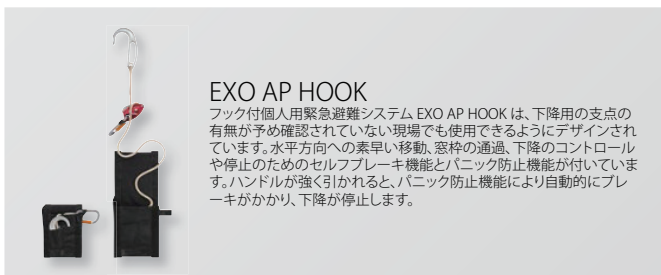 EXO AP HOOK
フック付個人用緊急避難システム EXO AP HOOK は、下降用の支点の
有無が予め確認されていない現場でも使用できるようにデザインされ
ています。水平方向への素早い移動、窓枠の通過、下降のコントロール
や停止のためのセルフブレーキ機能とパニック防止機能が付いていま
す。ハンドルが強く引かれると、パニック防止機能により自動的にブレ
ーキがかかり、下降が停止します。